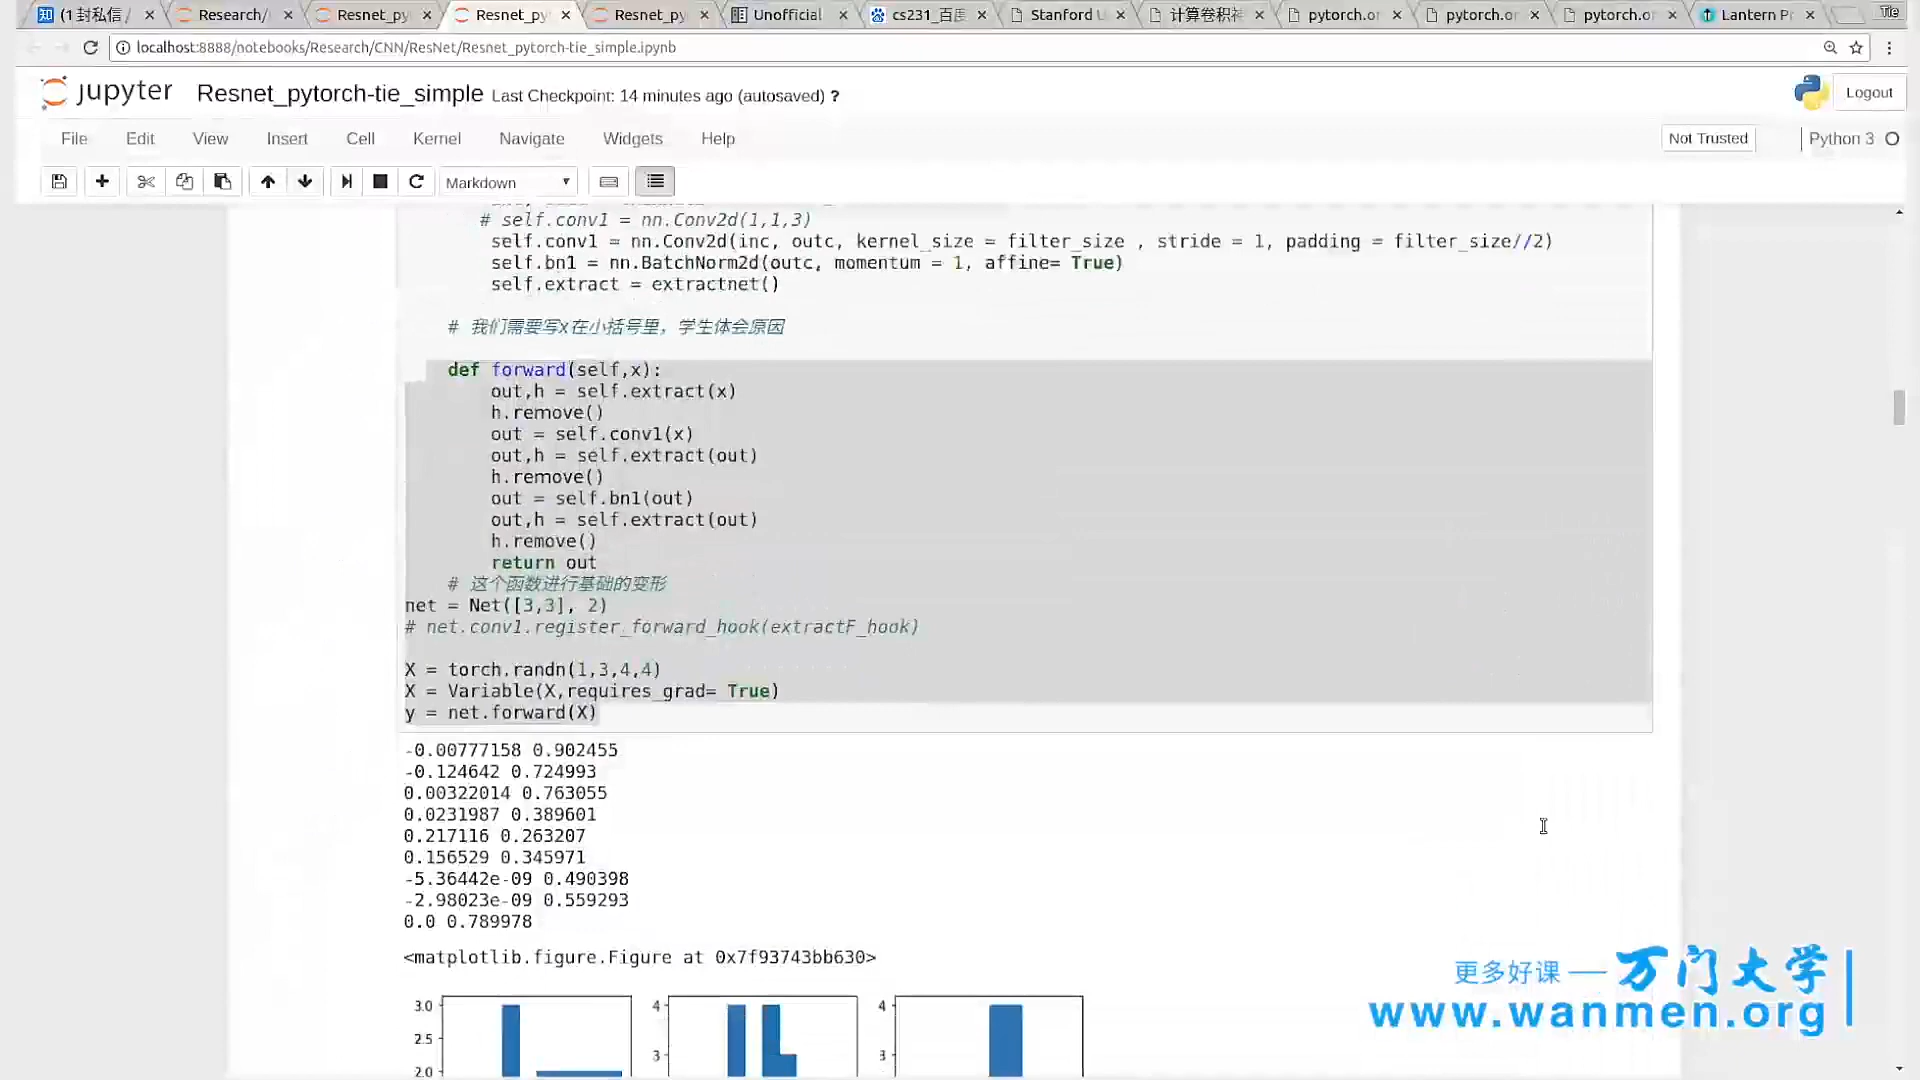 (1 封私信 /
Research/
Resnet_py
Resnet_py
Resnet_py
Unofficial
cs231_百度
Stanford U
计算卷积神
pytorch.or
pytorch.or
pytorch.or
Lantern Pr
Tie
localhost:8888/notebooks/Research/CNN/ResNet/Resnet_pytorch-tie_simple.ipynb
jupyter Resnet_pytorch-tie_simple Last Checkpoint: 14 minutes ago (autosaved) ?
Logout
File Edit View Insert Cell Kernel Navigate Widgets Help
Not Trusted
Python 3
Markdown
# self.conv1 = nn.Conv2d(1,1,3)
self.conv1 = nn.Conv2d(inc, outc, kernel_size = filter_size , stride = 1, padding = filter_size//2)
self.bn1 = nn.BatchNorm2d(outc, momentum = 1, affine= True)
self.extract = extractnet()
# 我们需要写x在小括号里，学生体会原因
def forward(self,x):
out,h = self.extract(x)
h.remove()
out = self.conv1(x)
out,h = self.extract(out)
h.remove()
out = self.bn1(out)
out,h = self.extract(out)
h.remove()
return out
# 这个函数进行基础的变形
net = Net([3,3], 2)
# net.conv1.register_forward_hook(extractF_hook)
X = torch.randn(1,3,4,4)
X = Variable(X,requires_grad= True)
y = net.forward(X)
-0.00777158 0.902455
-0.124642 0.724993
0.00322014 0.763055
0.0231987 0.389601
0.217116 0.263207
0.156529 0.345971
-5.36442e-09 0.490398
-2.98023e-09 0.559293
0.0 0.789978
<matplotlib.figure.Figure at 0x7f93743bb630>
3.0
2.5
2.0
4
3
4
3
更多好课 — 万门大学
www.wanmen.org